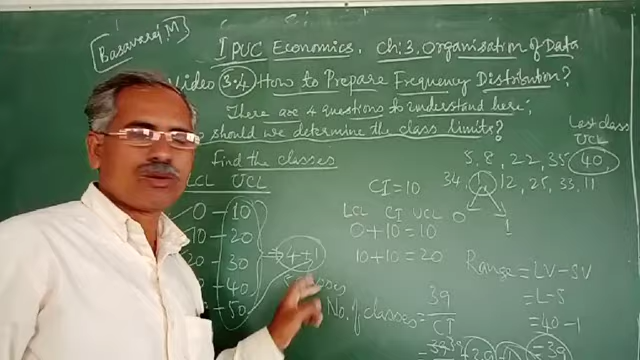 Basavaraj M
I PUC Economics. Ch:3. Organisation of Data
Video 3.4 How to Prepare Frequency Distribution?
There are 4 questions to understand here:
should we determine the class limits?
Find the classes
LCL UCL
0 - 10
10 - 20
20 - 30
- 40
- 50
4+1
No. of classes = 39
CI
CI = 10
LCL CI UCL
0 + 10 = 10
10 + 10 = 20
Last class
UCL
5, 8, 22, 35 40,
34, 1 12, 25, 33, 11
0 1
Range = LV - SV
= L - S
= 40 - 1
= 39